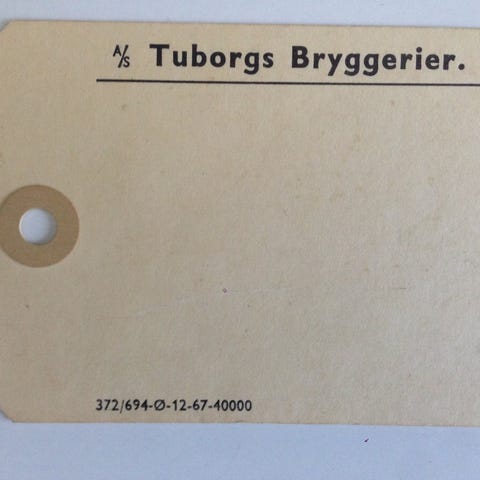 A/S Tuborgs Bryggerier.
372/694-Ø-12-67-40000